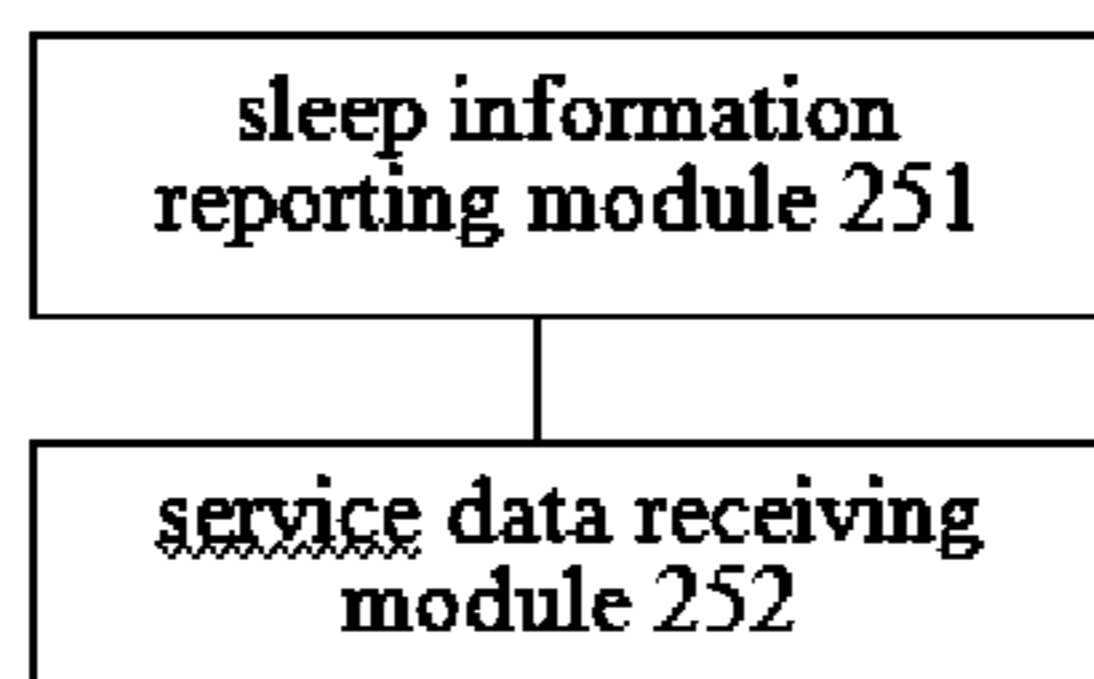 sleep information
reporting module 251
service data receiving
module 252